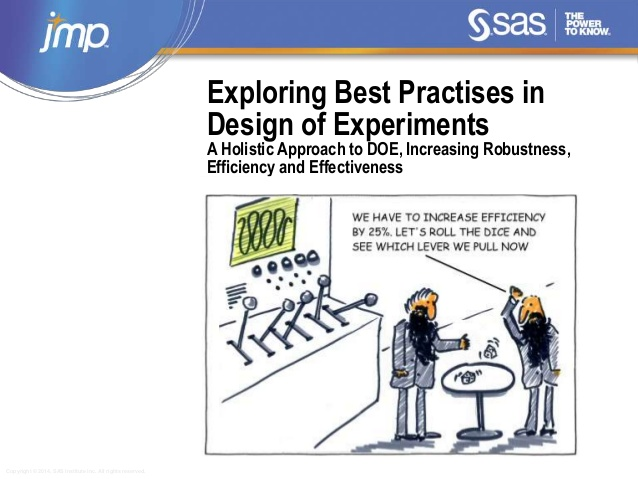 jmp
sas
THE
POWER
TO KNOW.
Exploring Best Practises in
Design of Experiments
A Holistic Approach to DOE, Increasing Robustness,
Efficiency and Effectiveness
WE HAVE TO INCREASE EFFICIENCY
BY 25%. LET´S ROLL THE DICE AND
SEE WHICH LEVER WE PULL NOW